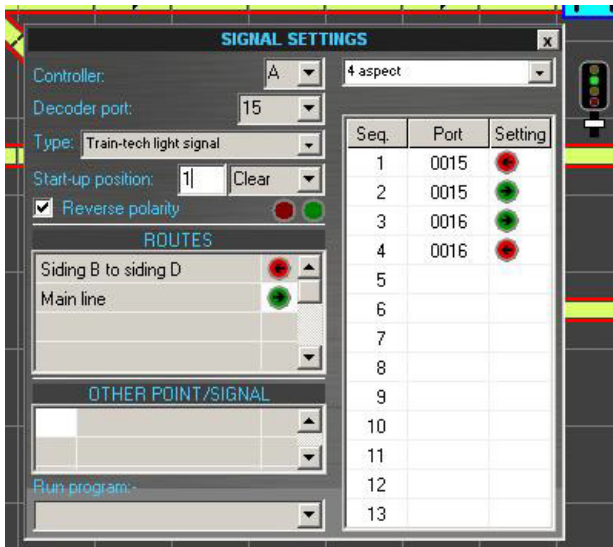 SIGNAL SETTINGS x
Controller: A
Decoder port: 15
Type: Train-tech light signal
Start-up position: 1 Clear
Reverse polarity
ROUTES
Siding B to siding D
Main line
OTHER POINT/SIGNAL
Run program:-
4 aspect
Seq. Port Setting
1 0015
2 0015
3 0016
4 0016
5
6
7
8
9
10
11
12
13